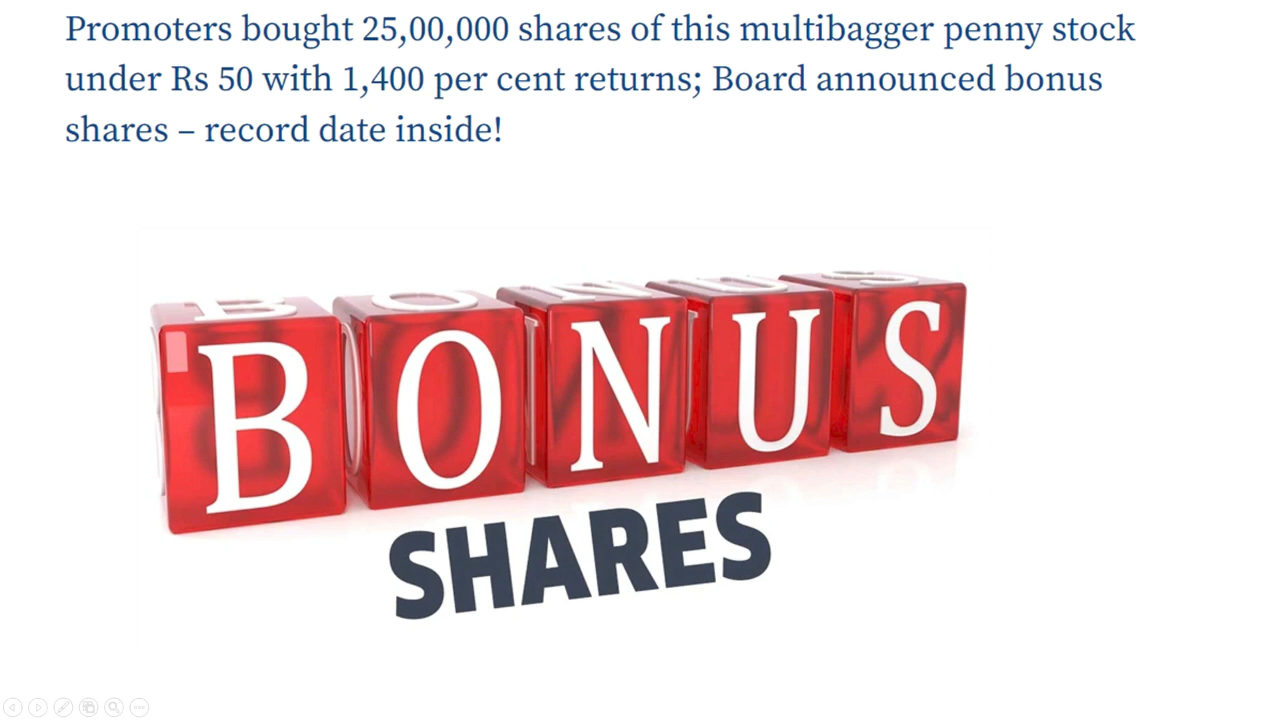 Promoters bought 25,00,000 shares of this multibagger penny stock
under Rs 50 with 1,400 per cent returns; Board announced bonus
shares – record date inside!
BONUS
BONUS
SHARES